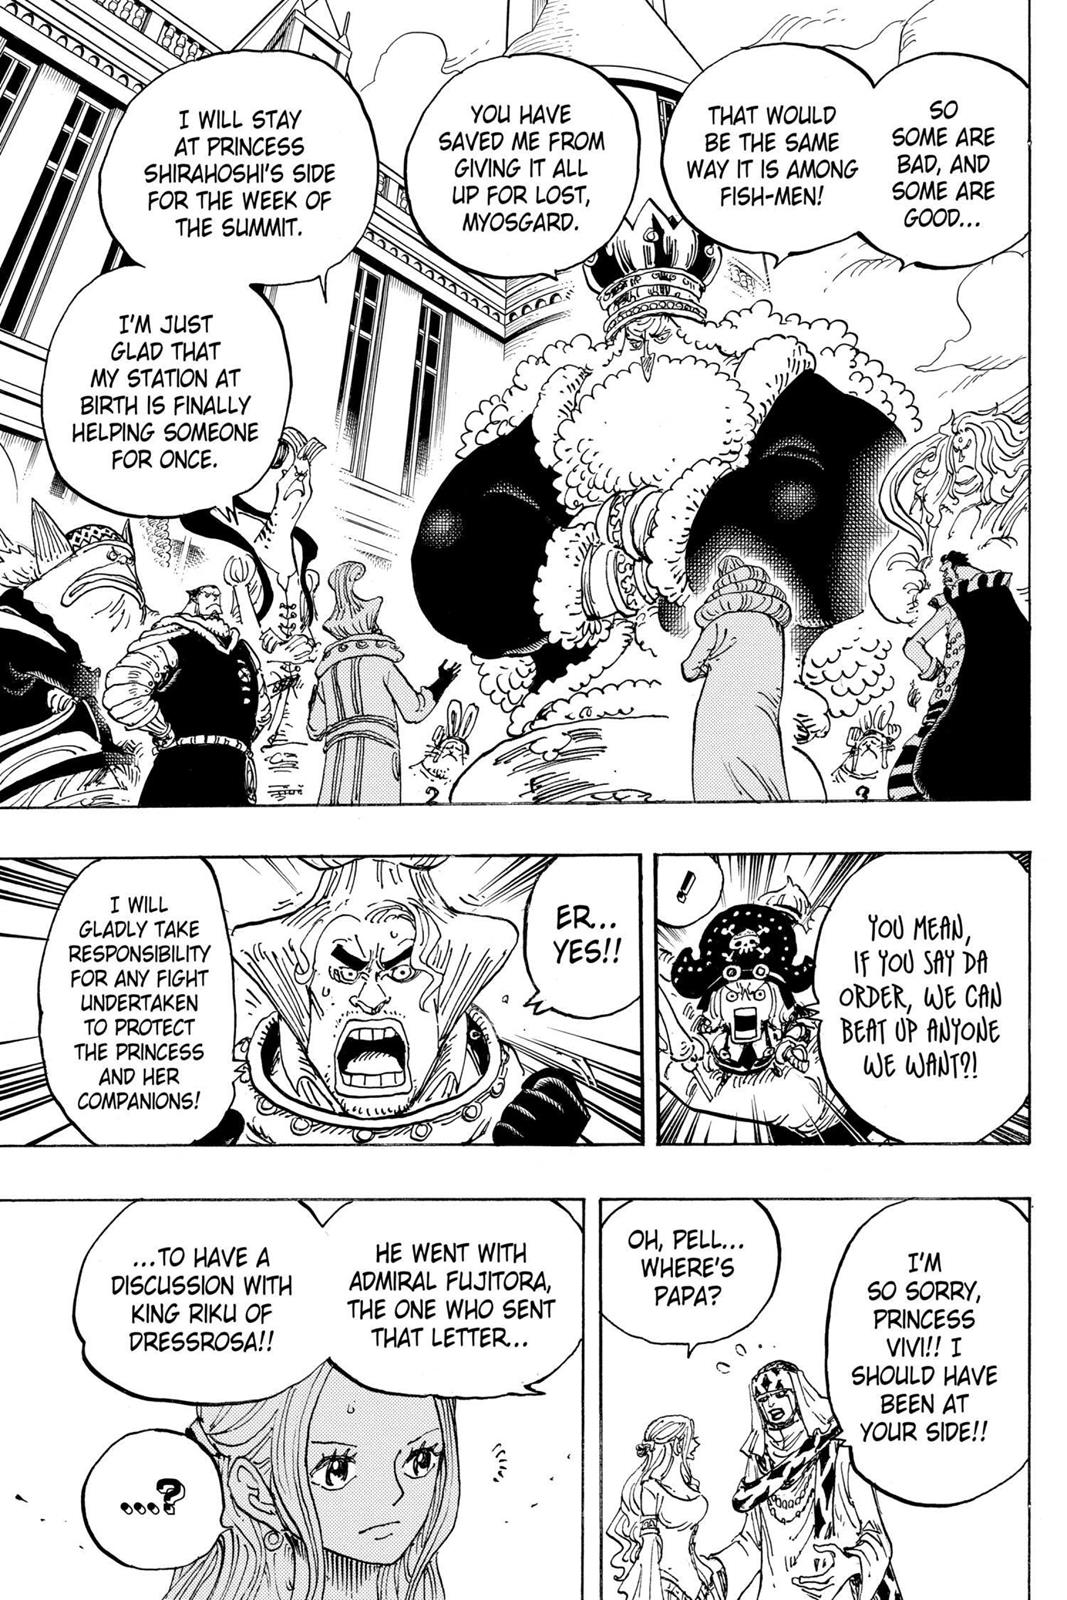 SO
SOME ARE
BAD, AND
SOME ARE
GOOD...
THAT WOULD
BE THE SAME
WAY IT IS AMONG
FISH-MEN!
YOU HAVE
SAVED ME FROM
GIVING IT ALL
UP FOR LOST,
MYOSGARD.
I WILL STAY
AT PRINCESS
SHIRAHOSHI'S SIDE
FOR THE WEEK OF
THE SUMMIT.
I'M JUST
GLAD THAT
MY STATION AT
BIRTH IS FINALLY
HELPING SOMEONE
FOR ONCE.
?
?
YOU MEAN,
IF YOU SAY DA
ORDER, WE CAN
BEAT UP ANYONE
WE WANT?!
!
ER...
YES!!
I WILL
GLADLY TAKE
RESPONSIBILITY
FOR ANY FIGHT
UNDERTAKEN
TO PROTECT
THE PRINCESS
AND HER
COMPANIONS!
I'M
SO SORRY,
PRINCESS
VIVI!! I
SHOULD HAVE
BEEN AT
YOUR SIDE!!
OH, PELL...
WHERE'S
PAPA?
HE WENT WITH
ADMIRAL FUJITORA,
THE ONE WHO SENT
THAT LETTER...
...TO HAVE A
DISCUSSION WITH
KING RIKU OF
DRESSROSA!!
...?